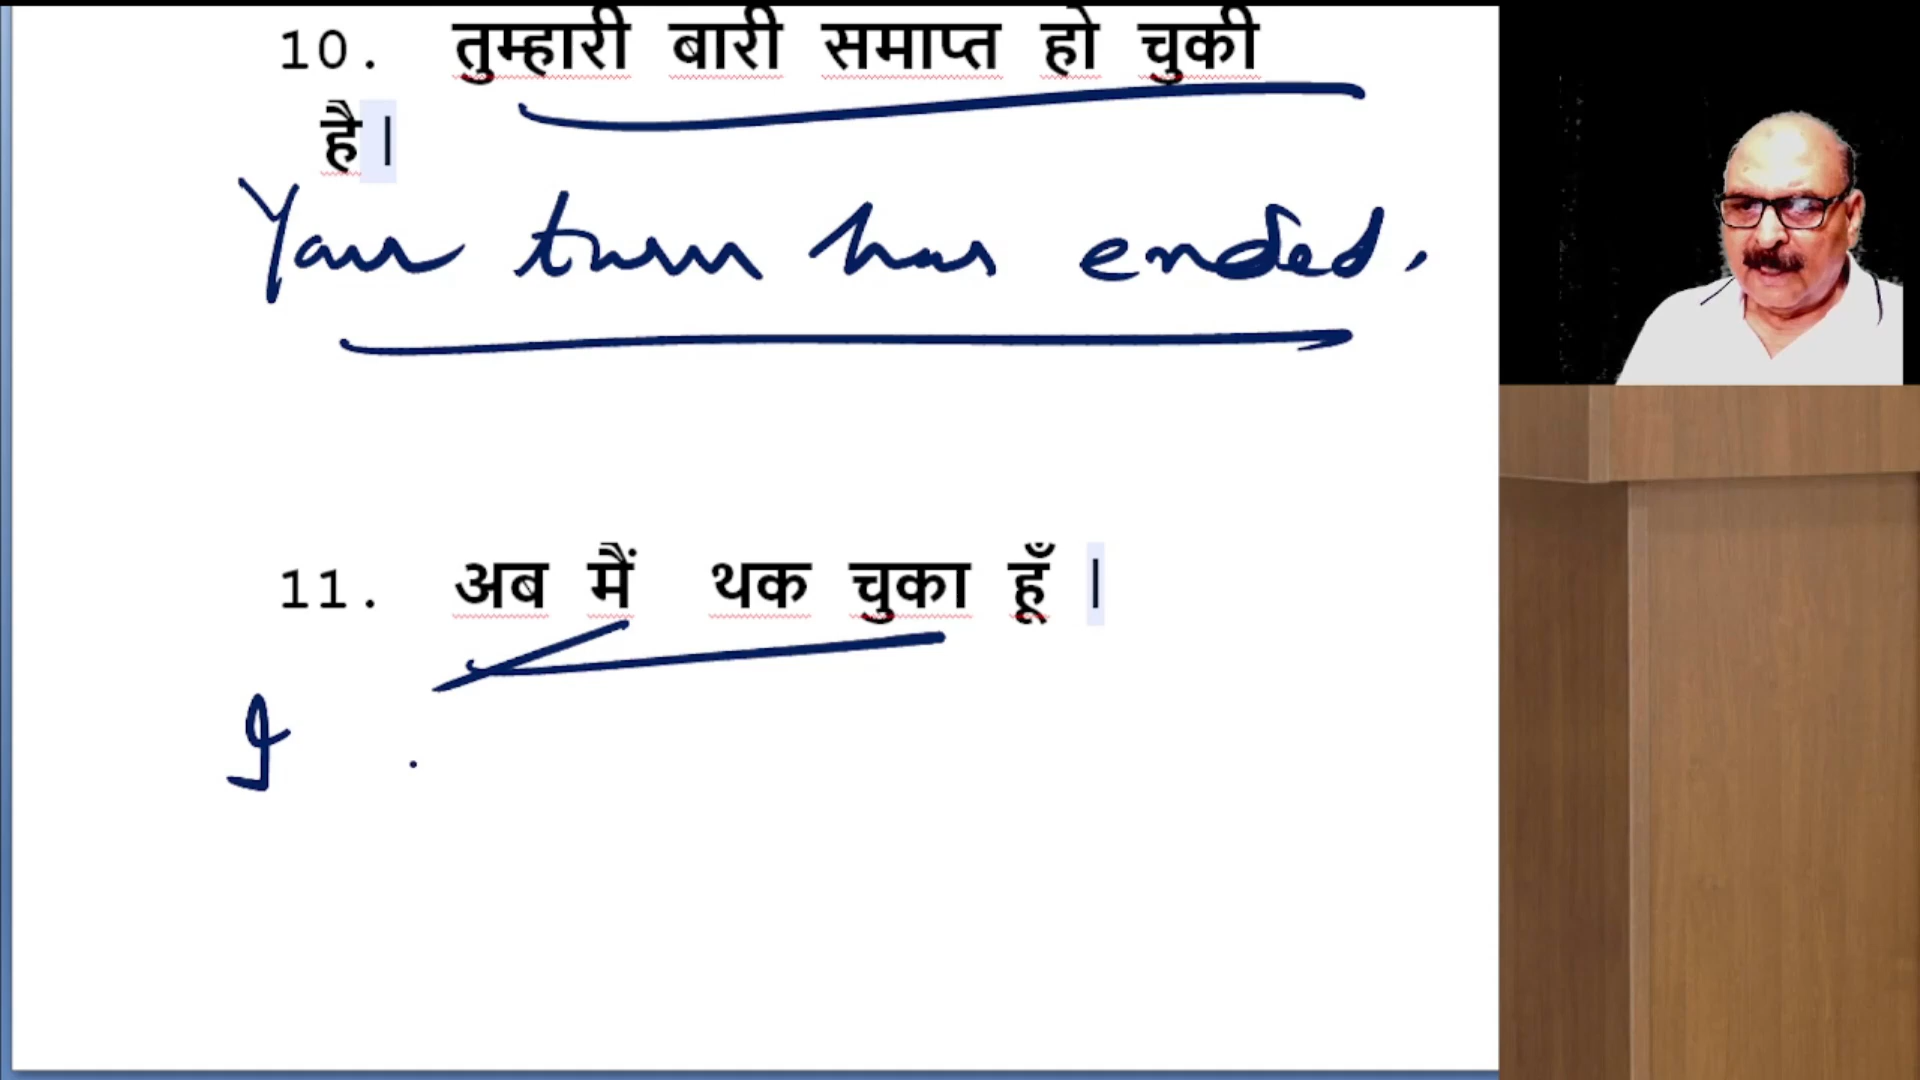 10. तुम्हारी बारी समाप्त हो चुकी
है|
Your turn has ended.
11. अब मैं थक चुका हूँ |
I .